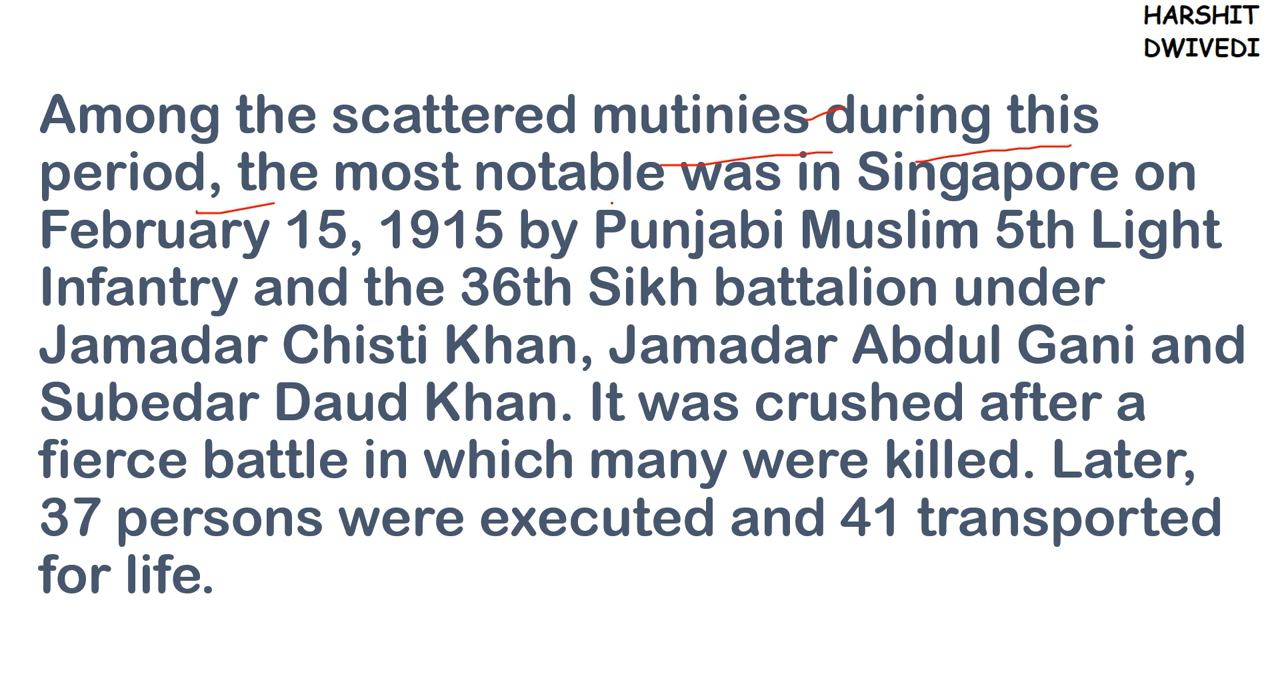 HARSHIT
DWIVEDI
Among the scattered mutinies during this
period, the most notable was in Singapore on
February 15, 1915 by Punjabi Muslim 5th Light
Infantry and the 36th Sikh battalion under
Jamadar Chisti Khan, Jamadar Abdul Gani and
Subedar Daud Khan. It was crushed after a
fierce battle in which many were killed. Later,
37 persons were executed and 41 transported
for life.